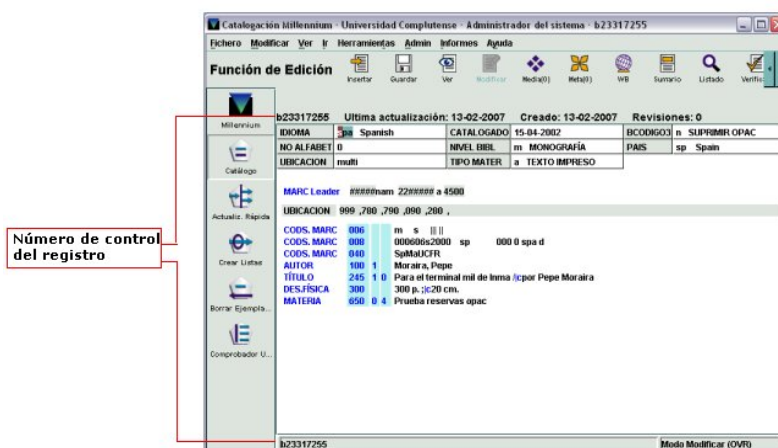 Catalogación Millennium · Universidad Complutense · Administrador del sistema · b23317255
Fichero Modificar Ver Ir Herramientas Admin Informes Ayuda
Función de Edición
Insertar Guardar Ver Modificar Media(0) Meta(0) WB Sumario Listado Verific
Millennium
Catálogo
Actualiz. Rápida
Crear Listas
Borrar Ejempla...
Comprobador U...
Número de control
del registro
b23317255 Ultima actualización: 13-02-2007 Creado: 13-02-2007 Revisiones: 0
IDIOMA spa Spanish CATALOGADO 15-04-2002 BCODIGO3 n SUPRIMIR OPAC
NO ALFABET 0 NIVEL BIBL m MONOGRAFÍA PAIS sp Spain
UBICACION multi TIPO MATER a TEXTO IMPRESO
MARC Leader #####nam 22##### a 4500
UBICACION 999 ,780 ,790 ,090 ,280 ,
CODS. MARC 006 m s || ||
CODS. MARC 008 000606s2000 sp 000 0 spa d
CODS. MARC 040 SpMaUCFR
AUTOR 100 1 Moraira, Pepe
TÍTULO 245 1 0 Para el terminal mil de Inma /|cpor Pepe Moraira
DES.FÍSICA 300 300 p. ;|c20 cm.
MATERIA 650 0 4 Prueba reservas opac
b23317255 Modo Modificar (OVR)